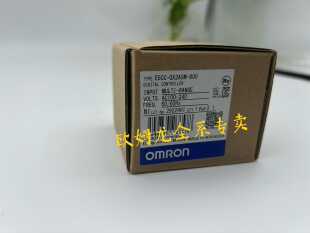 TYPE E5CC-QX2ASM-800
DIGITAL CONTROLLER
INPUT MULTI-RANGE
VOLTS AC100-240
FREQ. 50/60Hz
欧姆龙全系专卖
OMRON